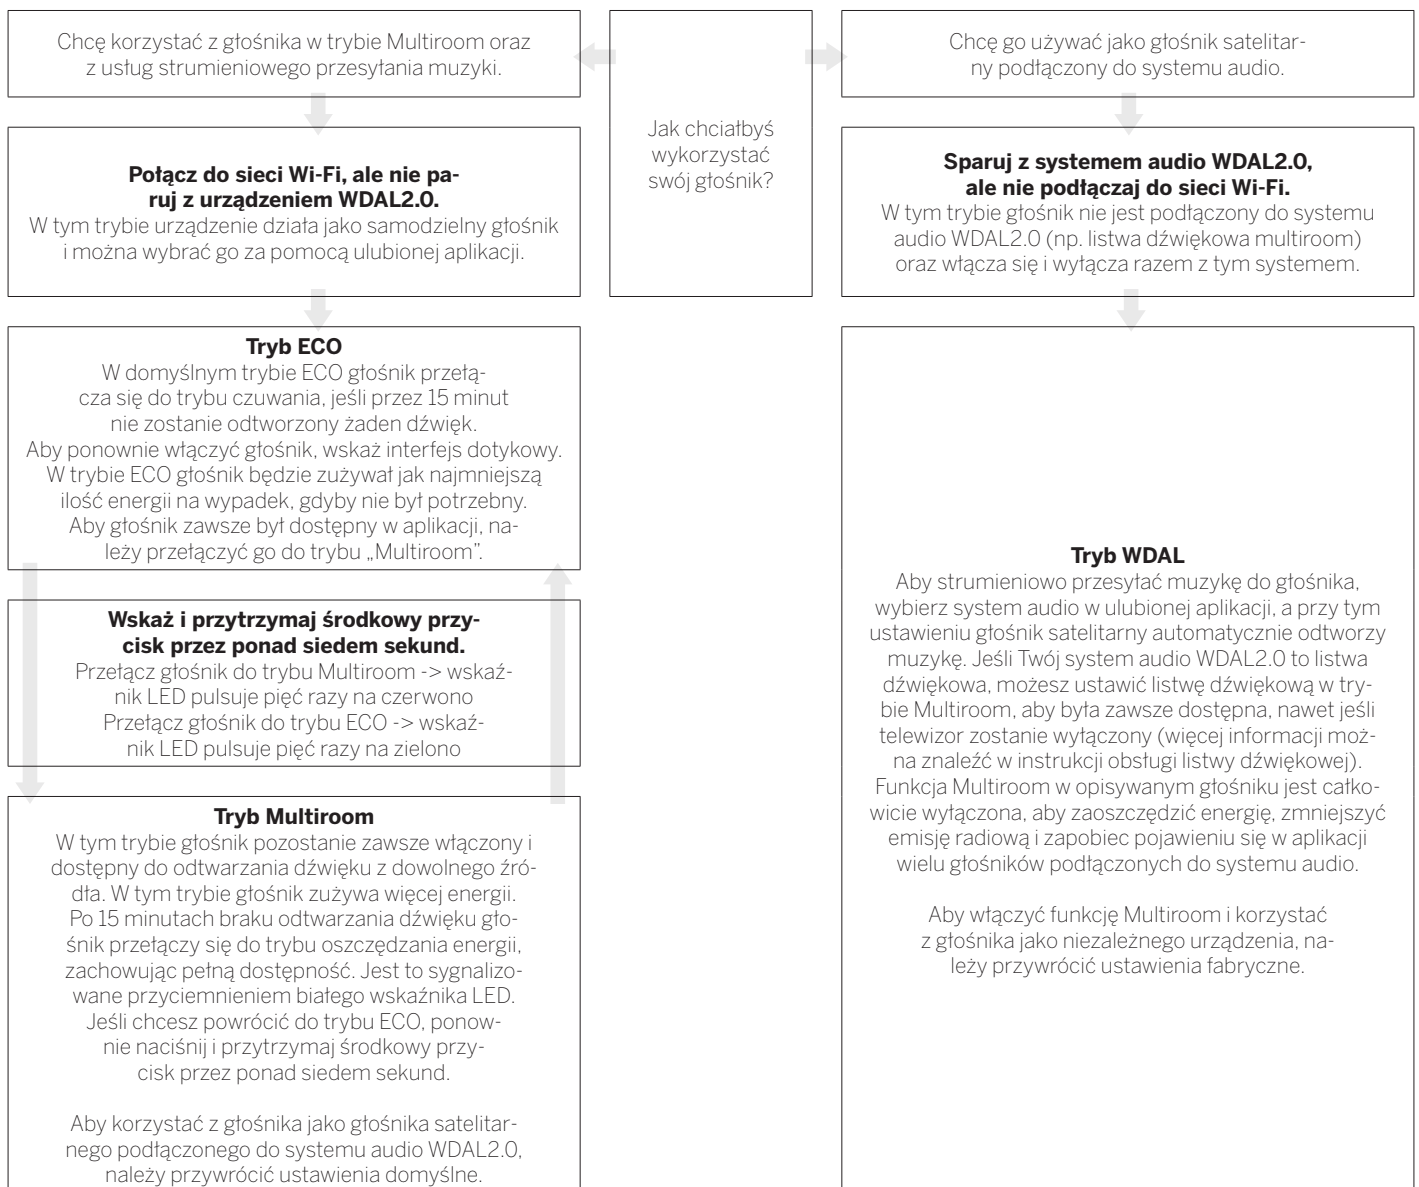 Chcę korzystać z głośnika w trybie Multiroom oraz
z usług strumieniowego przesyłania muzyki.
Połącz do sieci Wi-Fi, ale nie pa-
ruj z urządzeniem WDAL2.0.
W tym trybie urządzenie działa jako samodzielny głośnik
i można wybrać go za pomocą ulubionej aplikacji.
Tryb ECO
W domyślnym trybie ECO głośnik przełą-
cza się do trybu czuwania, jeśli przez 15 minut
nie zostanie odtworzony żaden dźwięk.
Aby ponownie włączyć głośnik, wskaż interfejs dotykowy.
W trybie ECO głośnik będzie zużywał jak najmniejszą
ilość energii na wypadek, gdyby nie był potrzebny.
Aby głośnik zawsze był dostępny w aplikacji, na-
leży przełączyć go do trybu „Multiroom”.
Wskaż i przytrzymaj środkowy przy-
cisk przez ponad siedem sekund.
Przełącz głośnik do trybu Multiroom -> wskaź-
nik LED pulsuje pięć razy na czerwono
Przełącz głośnik do trybu ECO -> wskaź-
nik LED pulsuje pięć razy na zielono
Tryb Multiroom
W tym trybie głośnik pozostanie zawsze włączony i
dostępny do odtwarzania dźwięku z dowolnego źró-
dła. W tym trybie głośnik zużywa więcej energii.
Po 15 minutach braku odtwarzania dźwięku gło-
śnik przełączy się do trybu oszczędzania energii,
zachowując pełną dostępność. Jest to sygnalizo-
wane przyciemnieniem białego wskaźnika LED.
Jeśli chcesz powrócić do trybu ECO, ponow-
nie naciśnij i przytrzymaj środkowy przy-
cisk przez ponad siedem sekund.
Aby korzystać z głośnika jako głośnika satelitar-
nego podłączonego do systemu audio WDAL2.0,
należy przywrócić ustawienia domyślne.
Jak chciałbyś
wykorzystać
swój głośnik?
Chcę go używać jako głośnik satelitar-
ny podłączony do systemu audio.
Sparuj z systemem audio WDAL2.0,
ale nie podłączaj do sieci Wi-Fi.
W tym trybie głośnik nie jest podłączony do systemu
audio WDAL2.0 (np. listwa dźwiękowa multiroom)
oraz włącza się i wyłącza razem z tym systemem.
Tryb WDAL
Aby strumieniowo przesyłać muzykę do głośnika,
wybierz system audio w ulubionej aplikacji, a przy tym
ustawieniu głośnik satelitarny automatycznie odtworzy
muzykę. Jeśli Twój system audio WDAL2.0 to listwa
dźwiękowa, możesz ustawić listwę dźwiękową w try-
bie Multiroom, aby była zawsze dostępna, nawet jeśli
telewizor zostanie wyłączony (więcej informacji moż-
na znaleźć w instrukcji obsługi listwy dźwiękowej).
Funkcja Multiroom w opisywanym głośniku jest całko-
wicie wyłączona, aby zaoszczędzić energię, zmniejszyć
emisję radiową i zapobiec pojawieniu się w aplikacji
wielu głośników podłączonych do systemu audio.
Aby włączyć funkcję Multiroom i korzystać
z głośnika jako niezależnego urządzenia, na-
leży przywrócić ustawienia fabryczne.